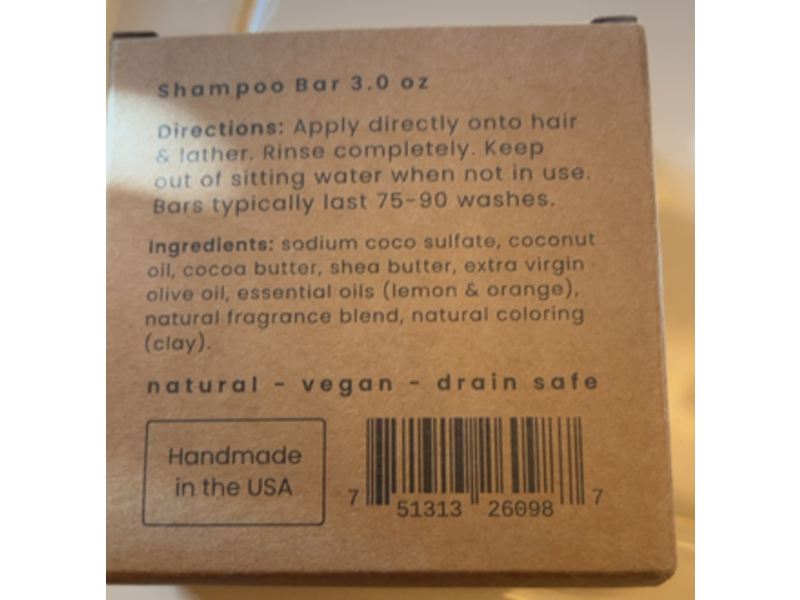 Shampoo Bar 3.0 oz
Directions: Apply directly onto hair
& lather. Rinse completely. Keep
out of sitting water when not in use.
Bars typically last 75-90 washes.
Ingredients: sodium coco sulfate, coconut
oil, cocoa butter, shea butter, extra virgin
olive oil, essential oils (lemon & orange),
natural fragrance blend, natural coloring
(clay).
natural - vegan - drain safe
Handmade
in the USA
7 51313 26098 7